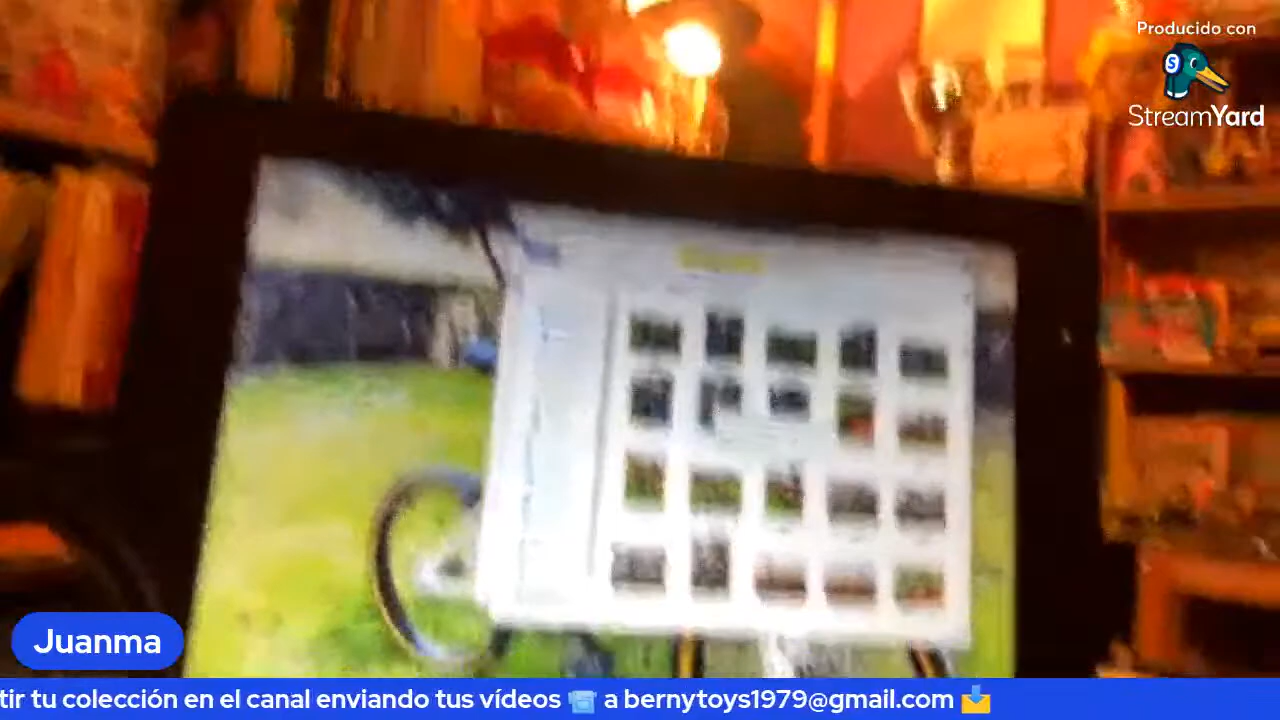 Producido con
StreamYard
Juanma
tir tu colección en el canal enviando tus vídeos 📹 a bernytoys1979@gmail.com 📩